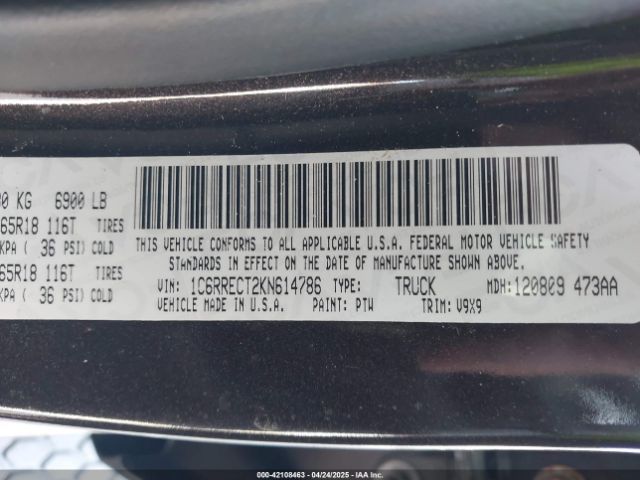 KG 6900 LB
65R18 116T TIRES
KPA ( 36 PSI) COLD
65R18 116T TIRES
KPA ( 36 PSI) COLD
THIS VEHICLE CONFORMS TO ALL APPLICABLE U.S.A. FEDERAL MOTOR VEHICLE SAFETY
STANDARDS IN EFFECT ON THE DATE OF MANUFACTURE SHOWN ABOVE
VIN: 1C6RRECT2KN614786 TYPE: TRUCK MDH: 120809 473AA
VEHICLE MADE IN U.S.A. PAINT: PTW TRIM: V9X9
000-42108463 04/24/2025 IAA Inc.